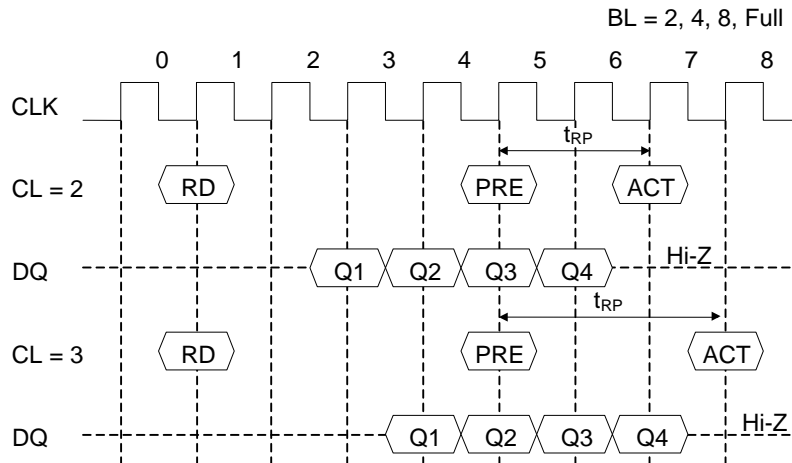 BL = 2, 4, 8, Full
0 1 2 3 4 5 6 7 8
CLK
tRP
CL = 2 RD PRE ACT
DQ Q1 Q2 Q3 Q4 Hi-Z
tRP
CL = 3 RD PRE ACT
DQ Q1 Q2 Q3 Q4 Hi-Z